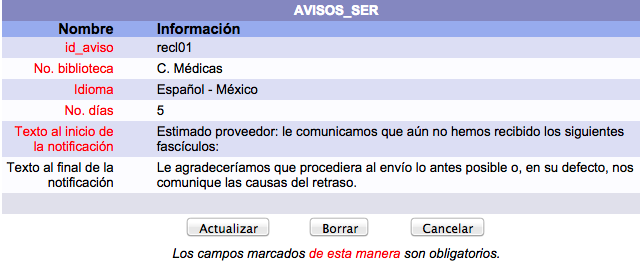 AVISOS_SER
Nombre Información
id_aviso recl01
No. biblioteca C. Médicas
Idioma Español - México
No. días 5
Texto al inicio de la notificación Estimado proveedor: le comunicamos que aún no hemos recibido los siguientes
fascículos:
Texto al final de la notificación Le agradeceríamos que procediera al envío lo antes posible o, en su defecto, nos
comunique las causas del retraso.
Actualizar Borrar Cancelar
Los campos marcados de esta manera son obligatorios.